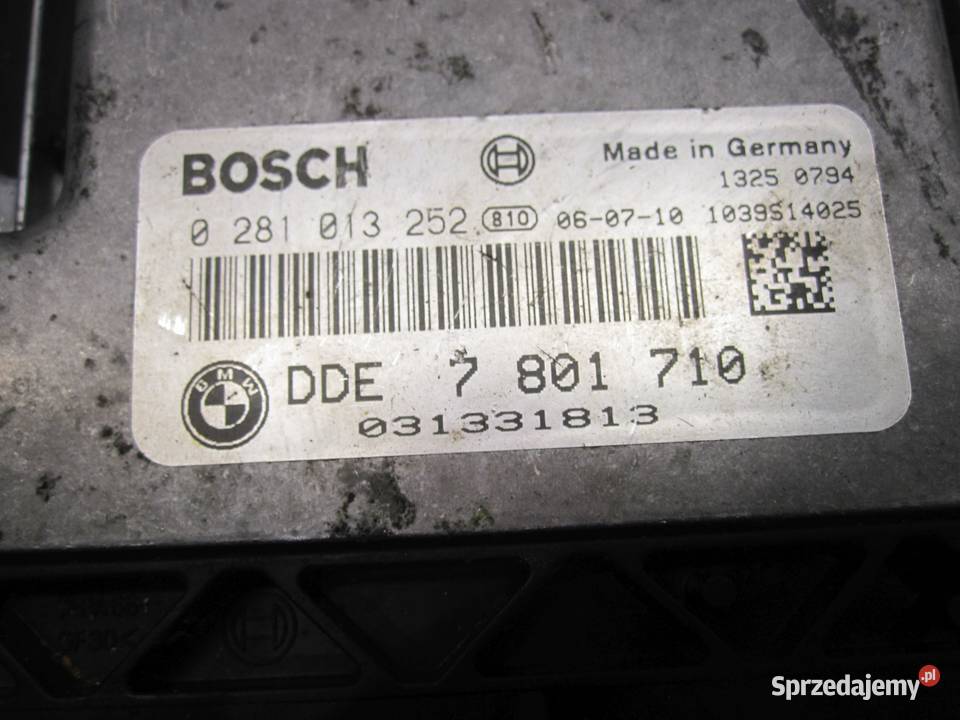 BOSCH
Made in Germany
1325 0794
0 281 013 252 810 06-07-10 1039S14025
BMW
DDE 7 801 710
031331813
Sprzedajemy.pl